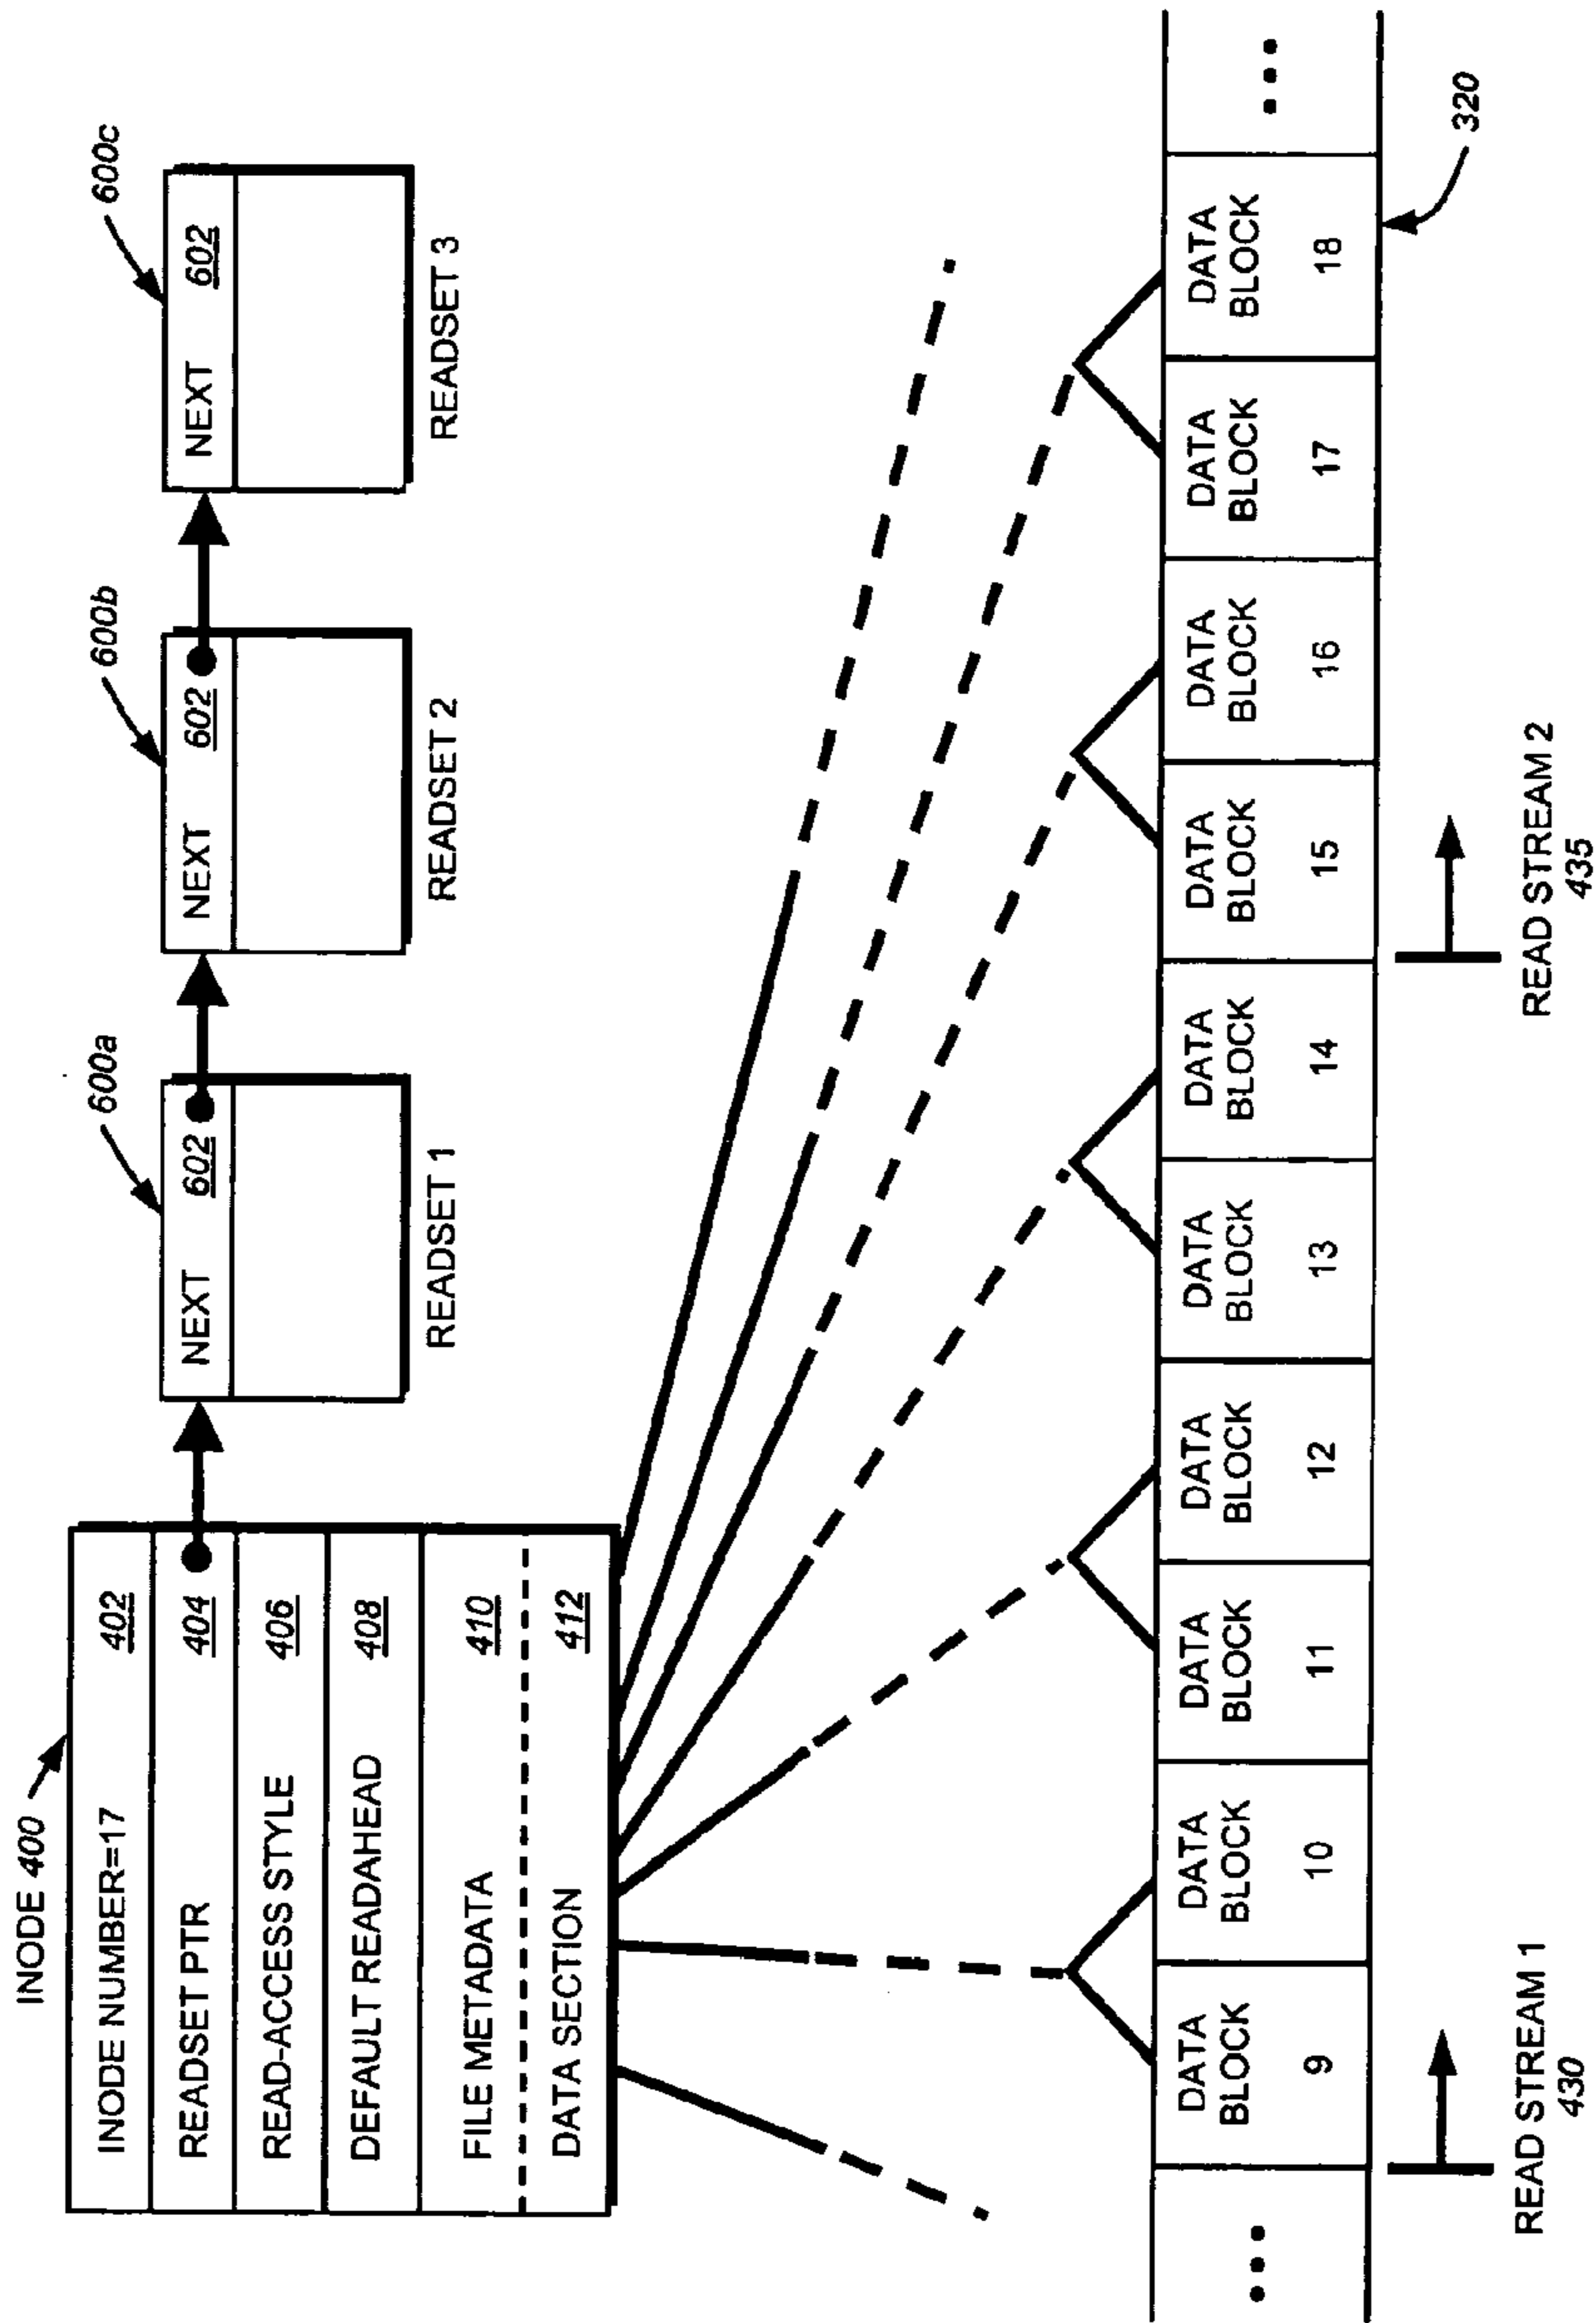 INODE 400
INODE NUMBER=17 402
READSET PTR 404
READ-ACCESS STYLE 406
DEFAULT READAHEAD 408
FILE METADATA 410
DATA SECTION 412
600a
NEXT 602
READSET 1
600b
NEXT 602
READSET 2
600c
NEXT 602
READSET 3
...
DATA
BLOCK
9
DATA
BLOCK
10
DATA
BLOCK
11
DATA
BLOCK
12
DATA
BLOCK
13
DATA
BLOCK
14
DATA
BLOCK
15
DATA
BLOCK
16
DATA
BLOCK
17
DATA
BLOCK
18
...
320
READ STREAM 1
430
READ STREAM 2
435